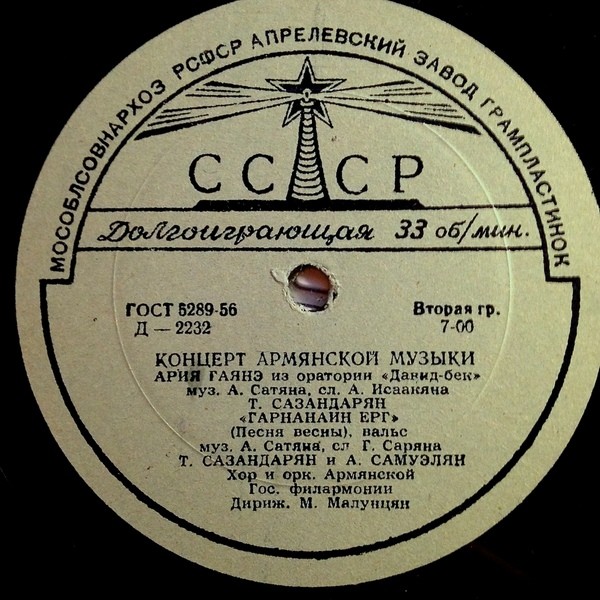 МОСОБЛСОВНАРХОЗ РСФСР АПРЕЛЕВСКИЙ ЗАВОД ГРАМПЛАСТИНОК
СССР
Долгоиграющая 33 об/мин.
ГОСТ 5289-56
Д — 2232
Вторая гр.
7-00
КОНЦЕРТ АРМЯНСКОЙ МУЗЫКИ
АРИЯ ГАЯНЭ из оратории «Давид-бек»
муз. А. Сатяна, сл. А. Исаакяна
Т. САЗАНДАРЯН
«ГАРНАНАИН ЕРГ»
(Песня весны), вальс
муз. А. Сатяна, сл Г. Саряна
Т. САЗАНДАРЯН и А. САМУЭЛЯН
Хор и орк. Армянской
Гос. филармонии
Дириж. М. Малунцян